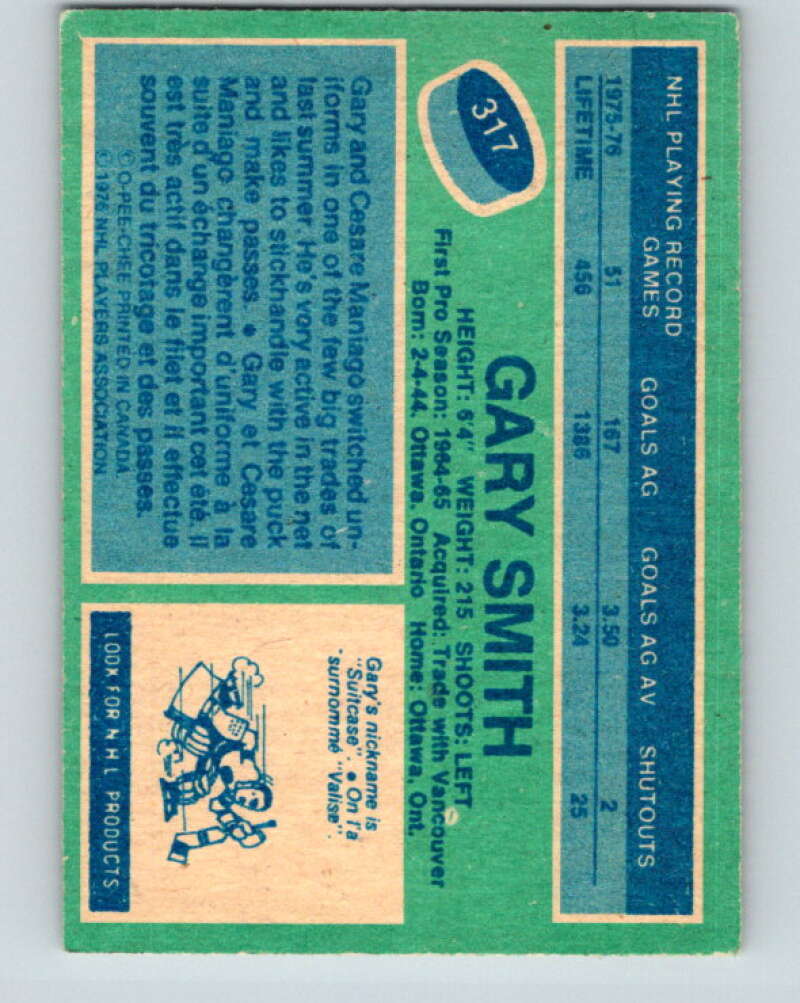 NHL PLAYING RECORD
GAMES GOALS AG GOALS AG AV SHUTOUTS
1975-76 51 167 3.50 2
LIFETIME 456 1386 3.24 25
317
GARY SMITH
HEIGHT: 6'4" WEIGHT: 215 SHOOTS: LEFT
First Pro Season: 1964-65 Acquired: Trade with Vancouver
Born: 2-4-44. Ottawa, Ontario Home: Ottawa, Ont.
Gary and Cesare Maniago switched un-
iforms in one of the few big trades of
last summer. He's very active in the net
and likes to stickhandle with the puck
and make passes. • Gary et Cesare
Maniago changèrent d'uniforme à la
suite d'un échange important cet été. Il
est très actif dans le filet et il effectue
souvent du tricotage et des passes.
© O-PEE-CHEE PRINTED IN CANADA
© 1976 NHL PLAYERS ASSOCIATION
Gary's nickname is
"Suitcase". • On l'a
surnommé "Valise".
LOOK FOR NHL PRODUCTS